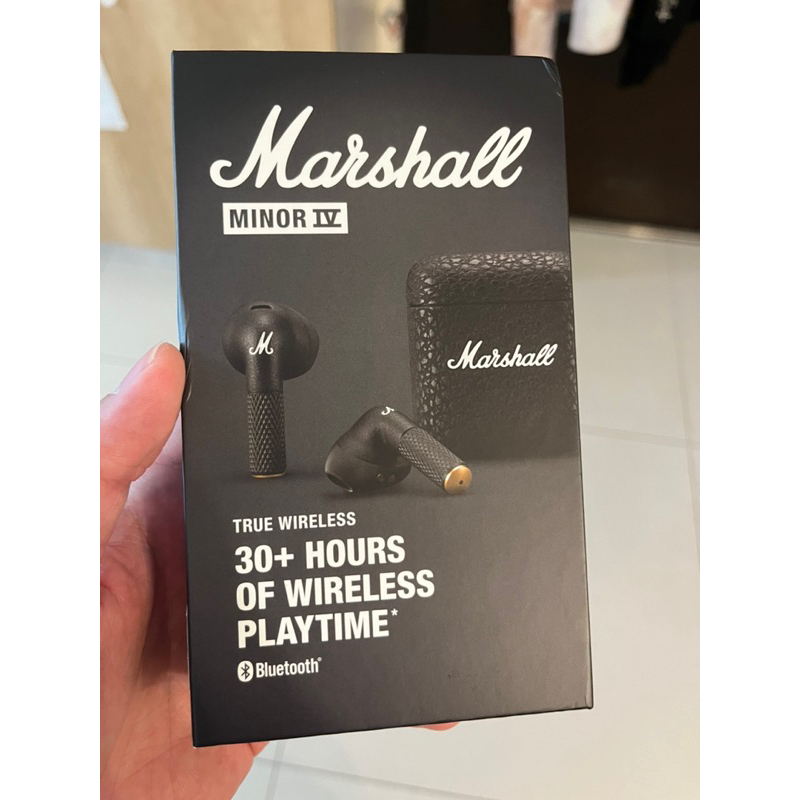 Marshall
MINOR IV
M
Marshall
TRUE WIRELESS
30+ HOURS
OF WIRELESS
PLAYTIME*
Bluetooth®